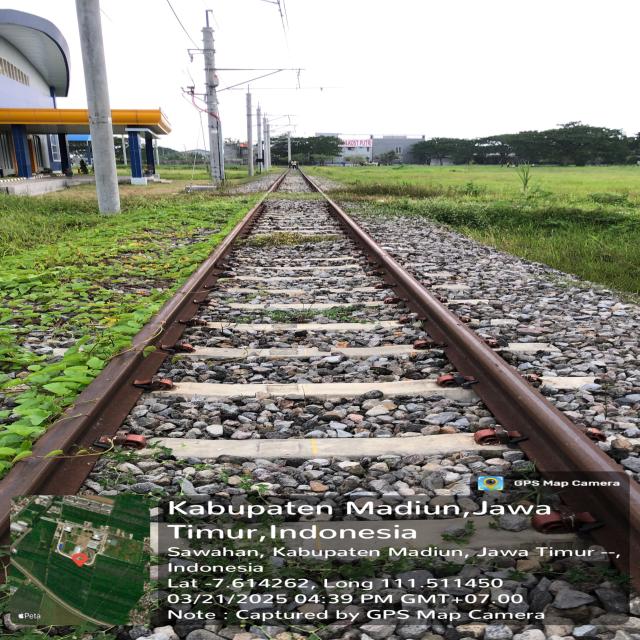 GPS Map Camera
Kabupaten Madiun,Jawa
Timur,Indonesia
Sawahan, Kabupaten Madiun, Jawa Timur --,
Indonesia
Lat -7.614262, Long 111.511450
03/21/2025 04:39 PM GMT+07.00
Note : Captured by GPS Map Camera
Peta